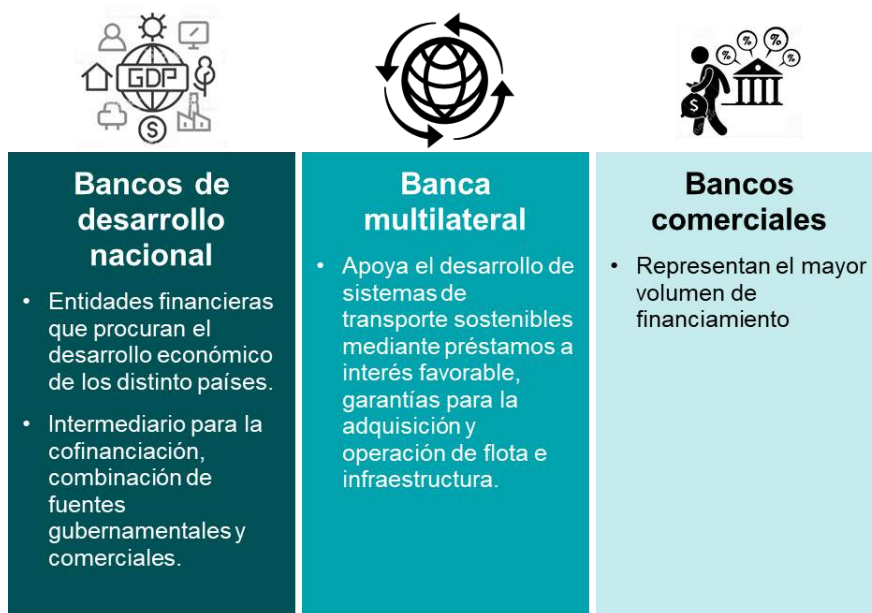 GDP
$
%
%
%
%
$
Bancos de
desarrollo
nacional
• Entidades financieras
que procuran el
desarrollo económico
de los distinto países.
• Intermediario para la
cofinanciación,
combinación de
fuentes
gubernamentales y
comerciales.
Banca
multilateral
• Apoya el desarrollo de
sistemas de
transporte sostenibles
mediante préstamos a
interés favorable,
garantías para la
adquisición y
operación de flota e
infraestructura.
Bancos
comerciales
• Representan el mayor
volumen de
financiamiento